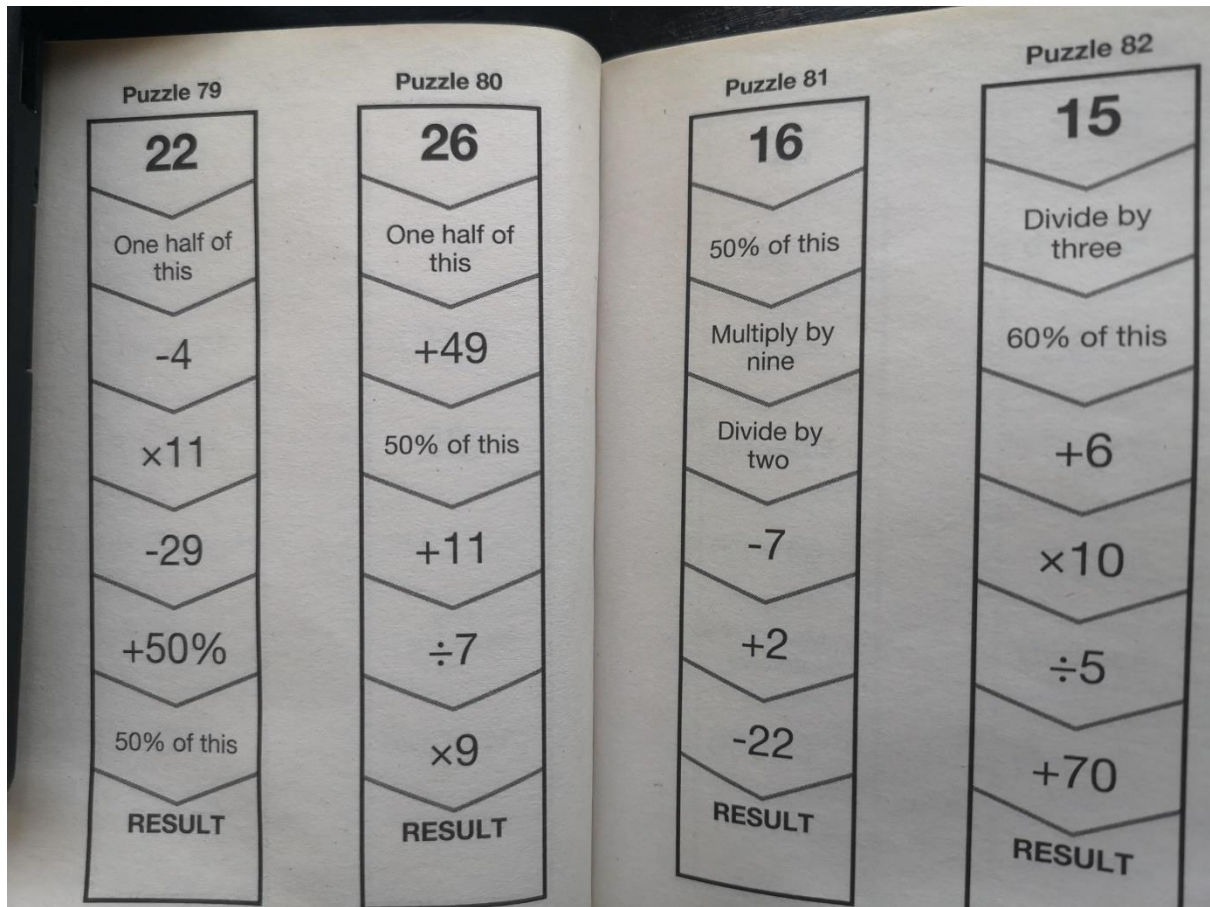 Puzzle 79
22
One half of
this
-4
×11
-29
+50%
50% of this
RESULT
Puzzle 80
26
One half of
this
+49
50% of this
+11
÷7
×9
RESULT
Puzzle 81
16
50% of this
Multiply by
nine
Divide by
two
-7
+2
-22
RESULT
Puzzle 82
15
Divide by
three
60% of this
+6
×10
÷5
+70
RESULT